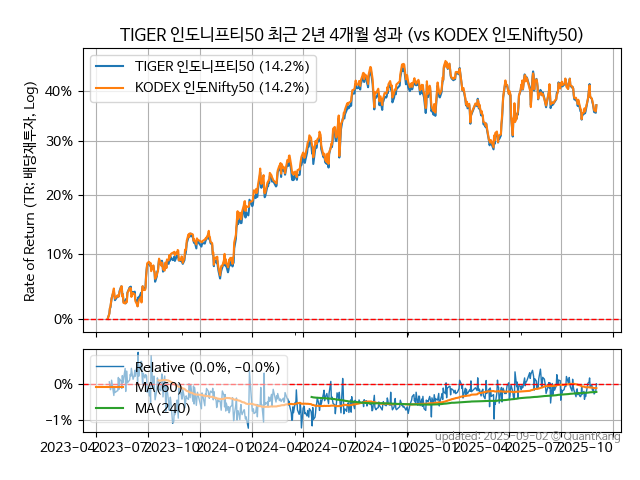 TIGER 인도니프티50 최근 2년 4개월 성과 (vs KODEX 인도Nifty50)
Rate of Return (TR: 배당재투자, Log)
TIGER 인도니프티50 (14.2%)
KODEX 인도Nifty50 (14.2%)
40%
30%
20%
10%
0%
Relative (0.0%, -0.0%)
MA(60)
MA(240)
0%
−1%
2023-04
2023-07
2023-10
2024-01
2024-04
2024-07
2024-10
2025-01
2025-04
2025-07
2025-10
updated: 2025-09-02 © QuantKang